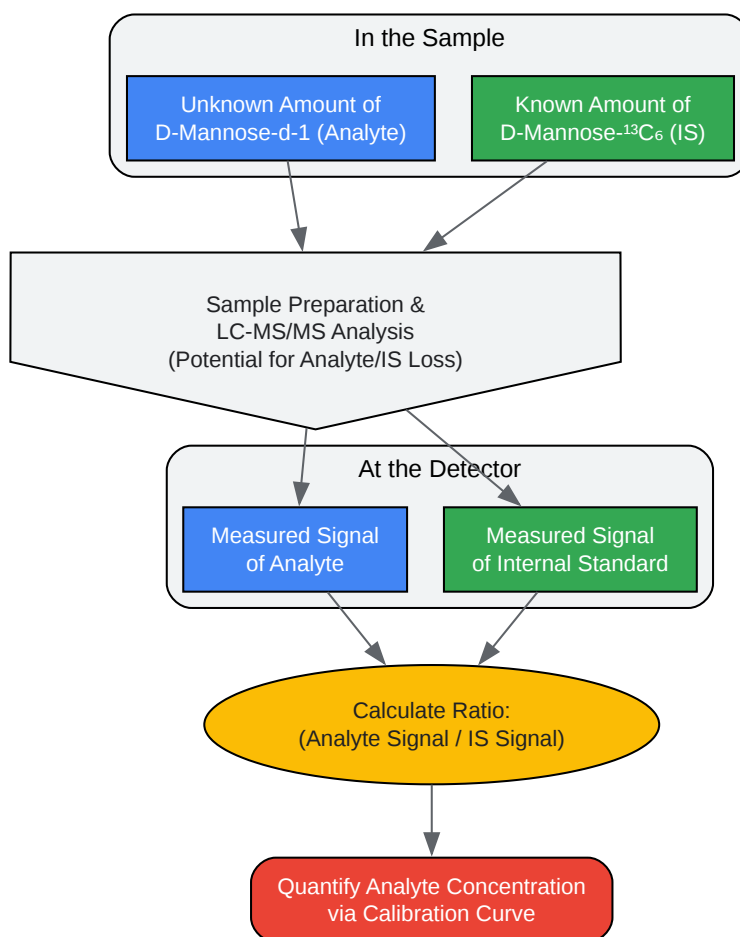 In the Sample
Unknown Amount of
D-Mannose-d-1 (Analyte)
Known Amount of
D-Mannose-¹³C₆ (IS)
Sample Preparation &
LC-MS/MS Analysis
(Potential for Analyte/IS Loss)
At the Detector
Measured Signal
of Analyte
Measured Signal
of Internal Standard
Calculate Ratio:
(Analyte Signal / IS Signal)
Quantify Analyte Concentration
via Calibration Curve